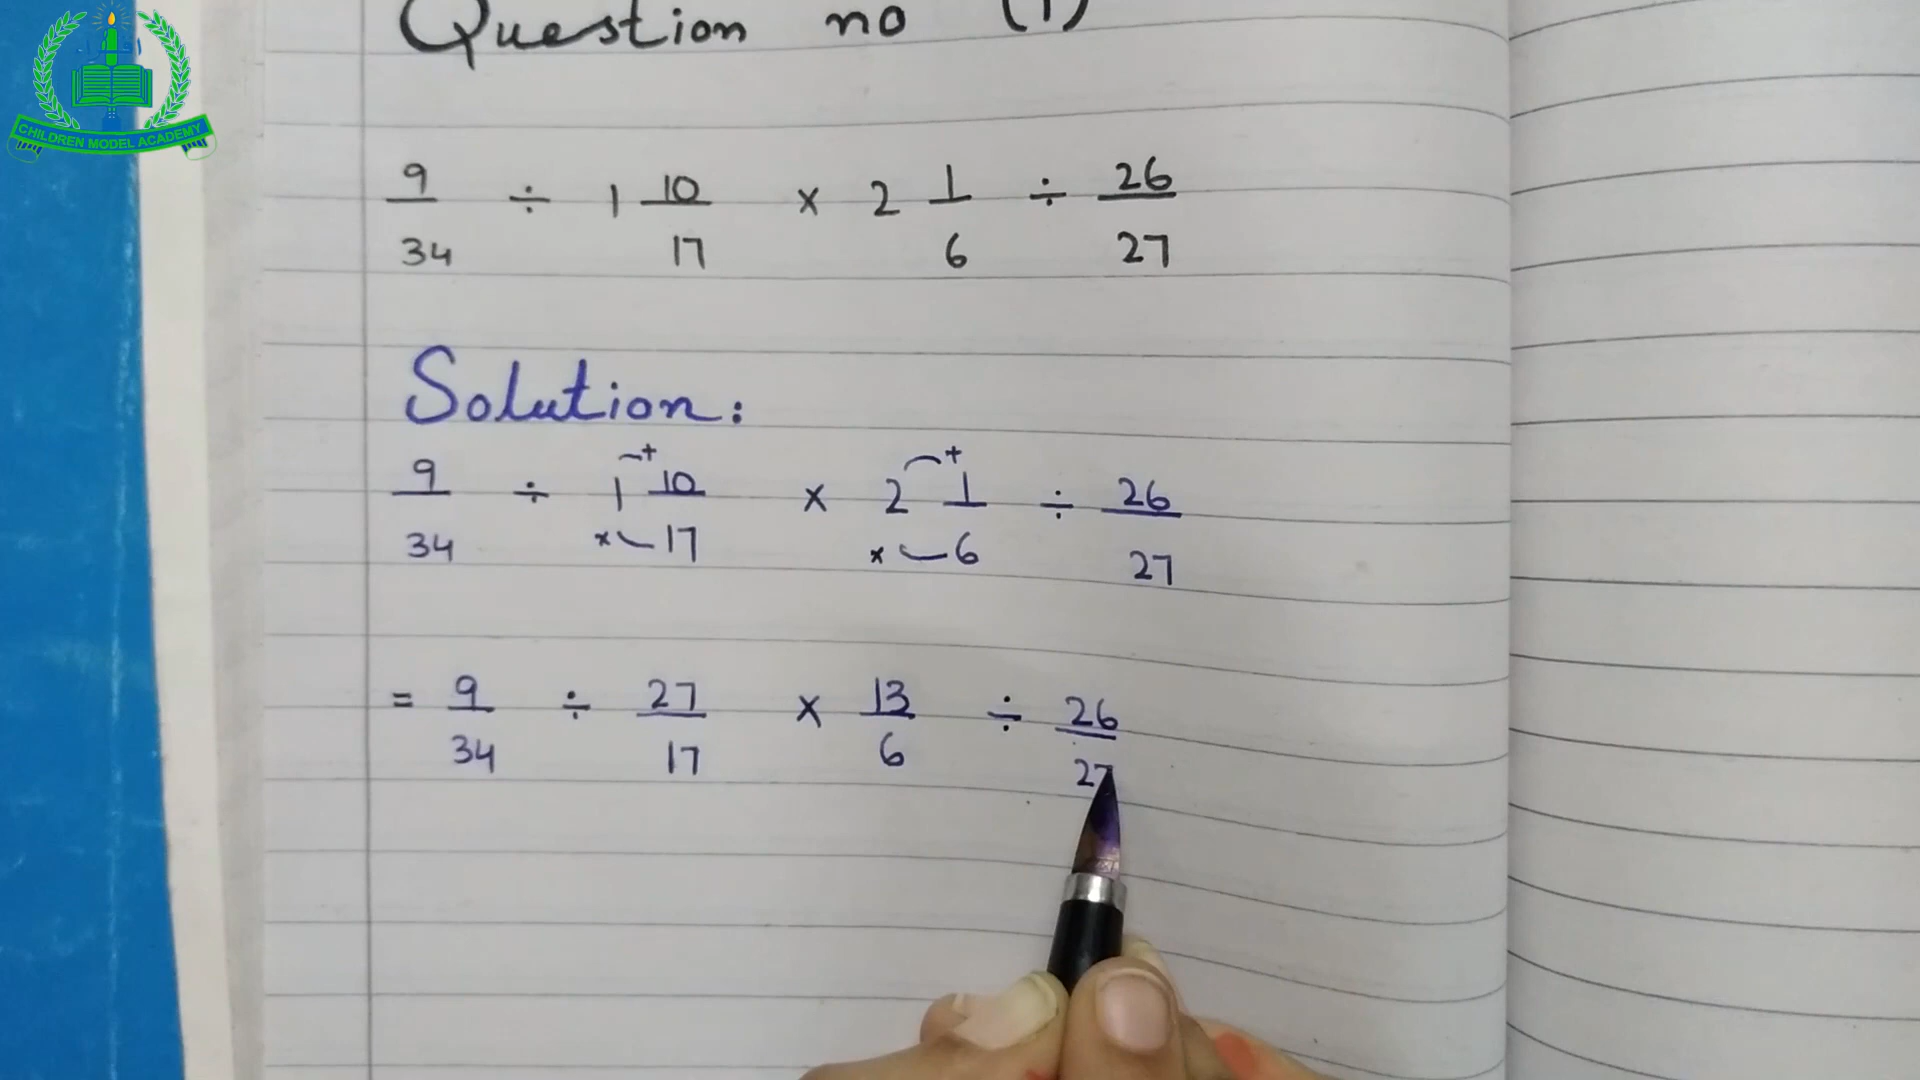 CHILDREN MODEL ACADEMY
Question no (1)
9/34 ÷ 1 10/17 × 2 1/6 ÷ 26/27
Solution:
9/34 ÷ 1 + 10/17 × × 2 + 1/6 × ÷ 26/27
= 9/34 ÷ 27/17 × 13/6 ÷ 26/27